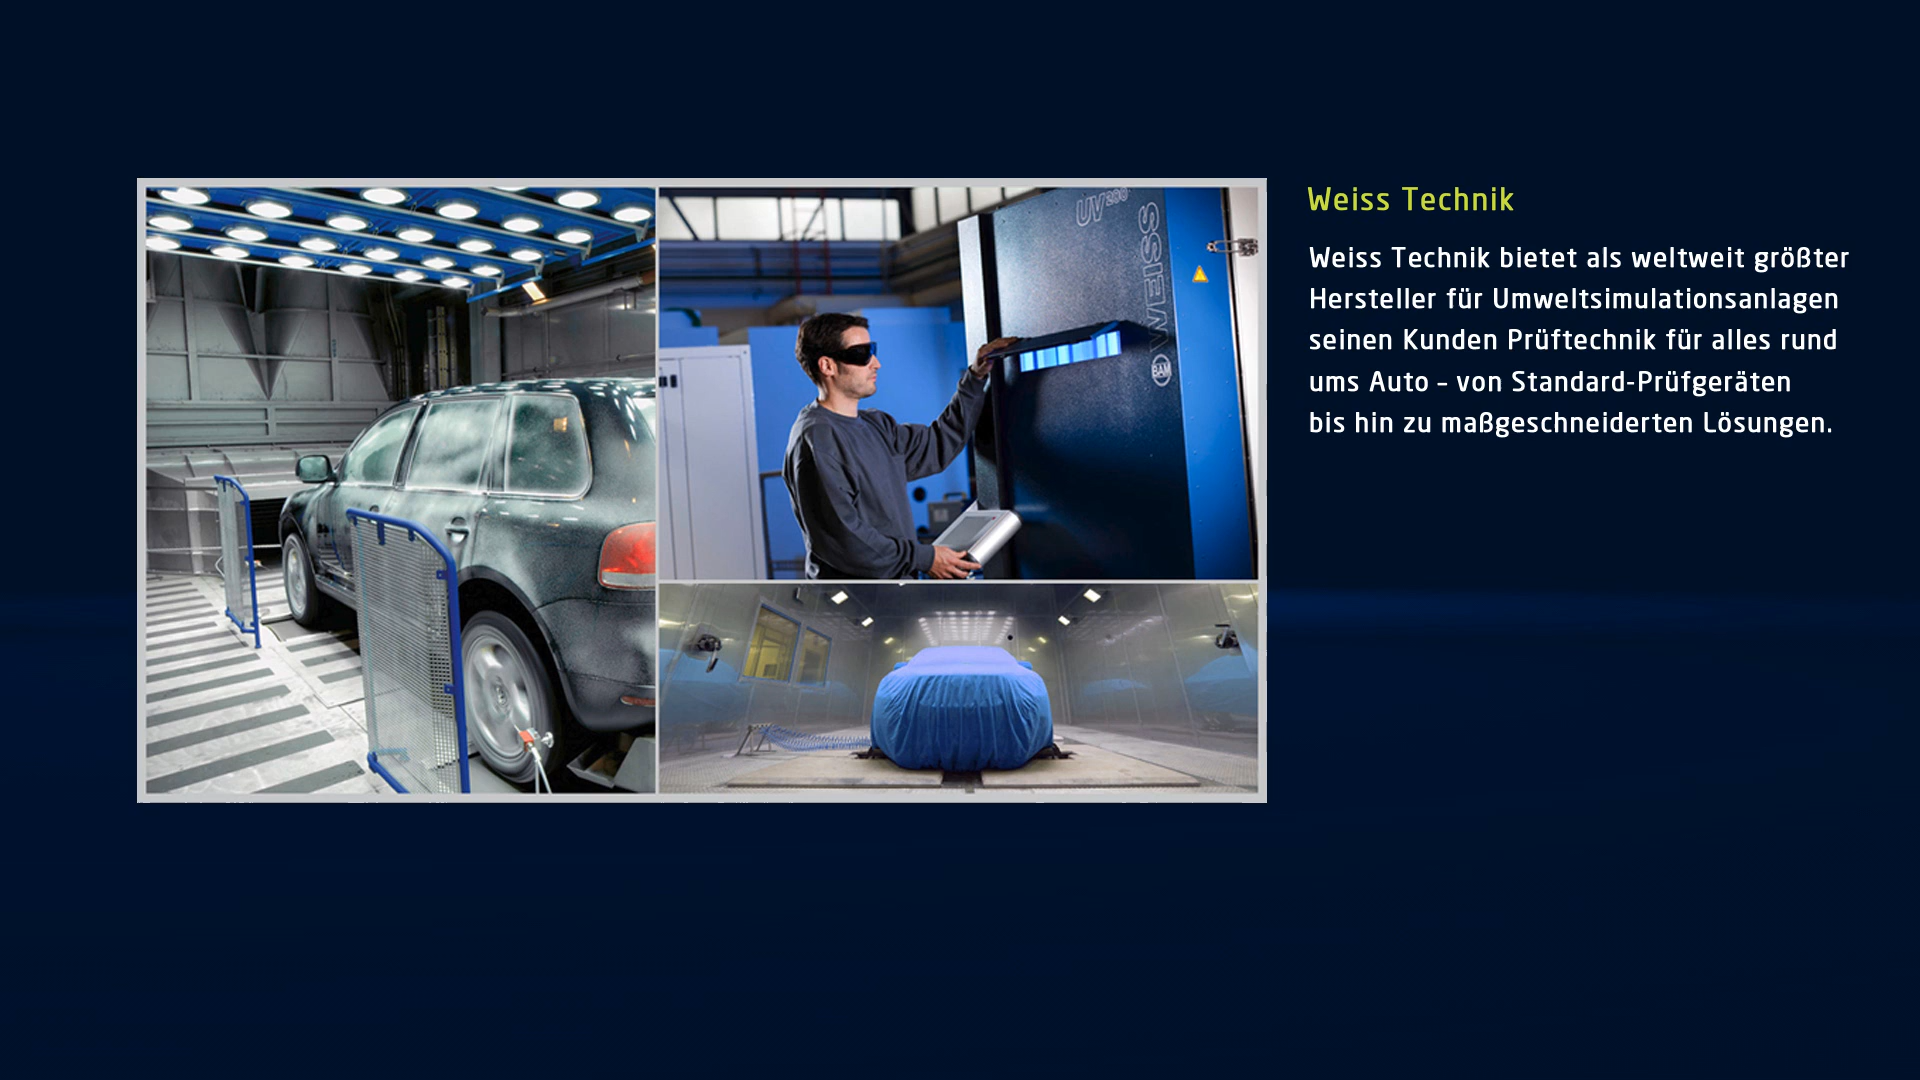 Weiss Technik
Weiss Technik bietet als weltweit größter
Hersteller für Umweltsimulationsanlagen
seinen Kunden Prüftechnik für alles rund
ums Auto – von Standard-Prüfgeräten
bis hin zu maßgeschneiderten Lösungen.
UV200
WEISS
BAM